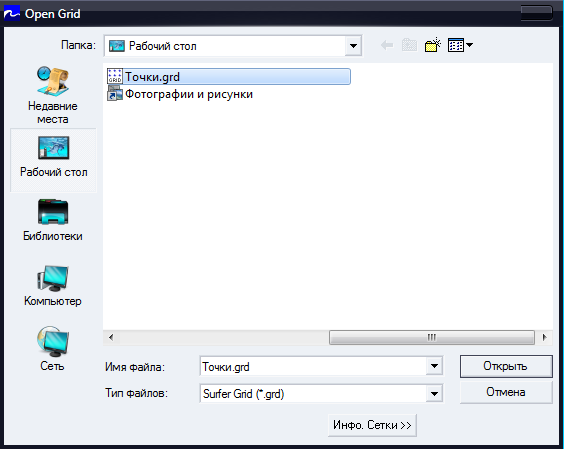 Open Grid
Папка:
Рабочий стол
Недавние
места
Рабочий стол
Библиотеки
Компьютер
Сеть
GRID
Точки.grd
Фотографии и рисунки
Имя файла:
Точки.grd
Открыть
Тип файлов:
Surfer Grid (*.grd)
Отмена
Инфо. Сетки >>